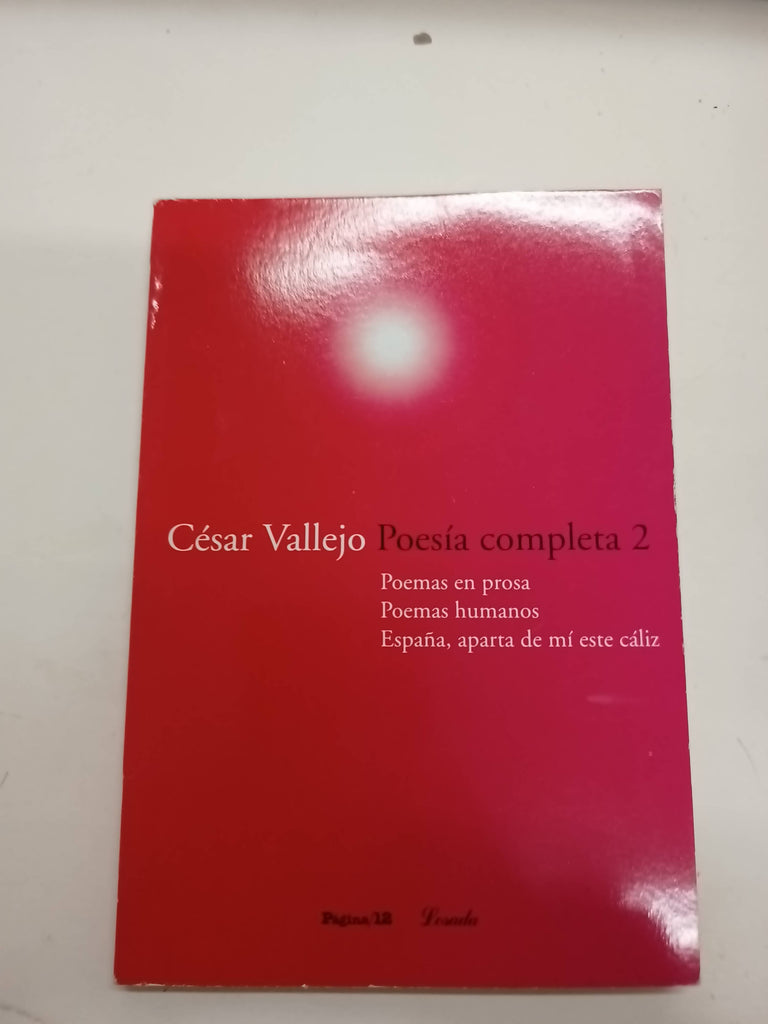 César Vallejo Poesía completa 2
Poemas en prosa
Poemas humanos
España, aparta de mí este cáliz
Página/12 Losada